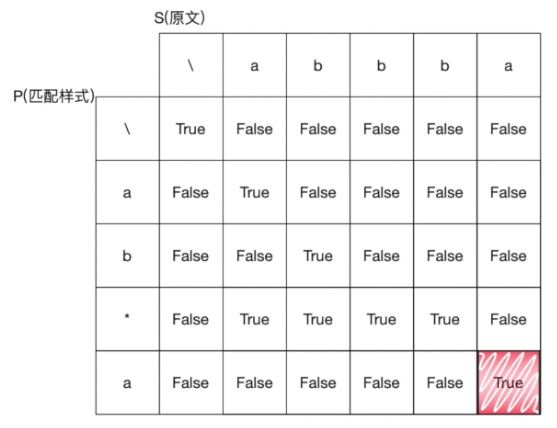 S(原文)
\ a b b b a
P(匹配样式)
\ True False False False False False
a False True False False False False
b False False True False False False
* False True True True True False
a False False False False False True